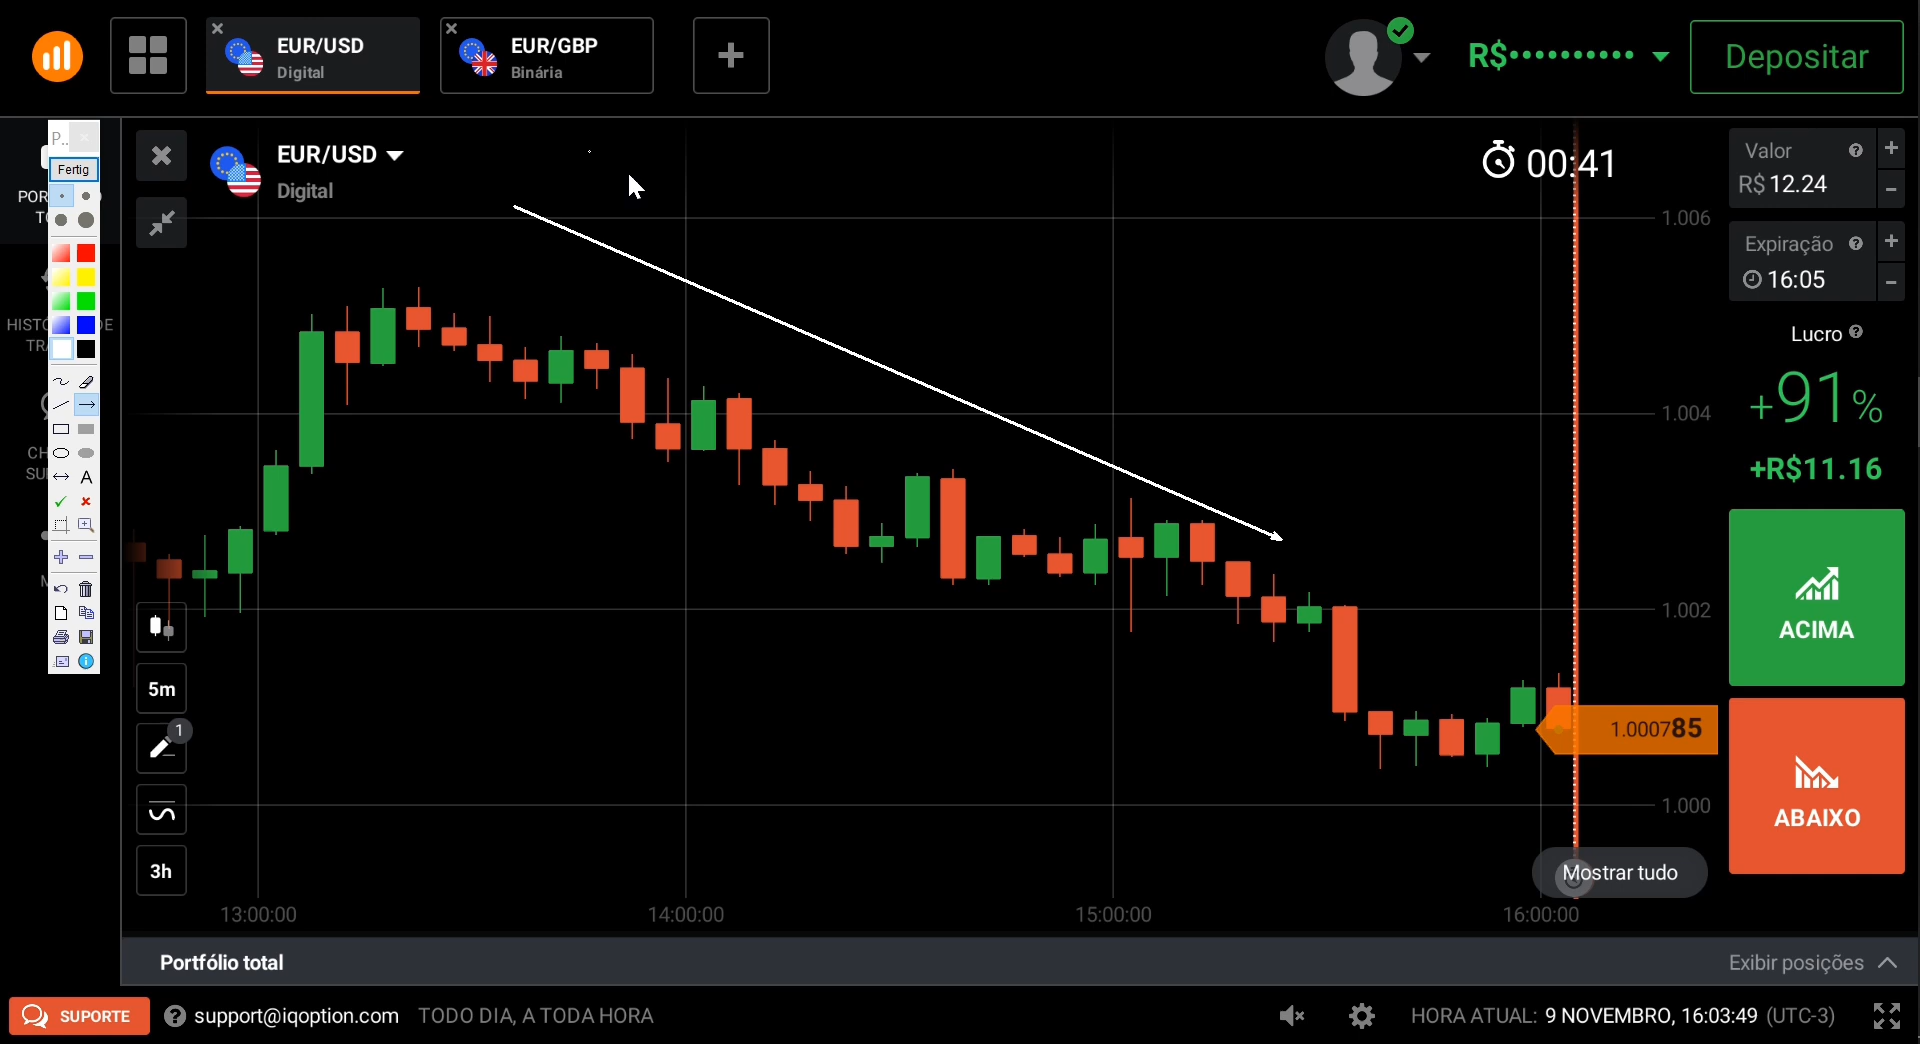 EUR/USD
Digital
EUR/GBP
Binária
R$
Depositar
P..
Fertig
A
EUR/USD
Digital
00:41
1.006
1.004
1.002
1.000
1.000785
5m
1
3h
Mostrar tudo
13:00:00
14:00:00
15:00:00
16:00:00
Valor
R$ 12.24
Expiração
16:05
Lucro
+91%
+R$11.16
ACIMA
ABAIXO
Portfólio total
Exibir posições
SUPORTE
support@iqoption.com
TODO DIA, A TODA HORA
HORA ATUAL: 9 NOVEMBRO, 16:03:49 (UTC-3)